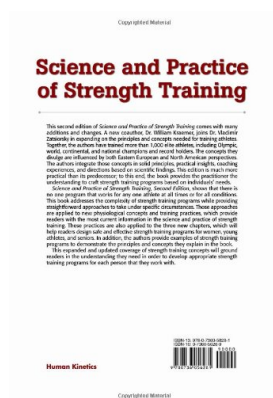 Copyrighted Material
Science and Practice
of Strength Training
This second edition of Science and Practice of Strength Training comes with many
additions and changes. A new coauthor, Dr. William Kraemer, joins Dr. Vladimir
Zatsiorsky in expanding on the principles and concepts needed for training athletes.
Together, the authors have trained more than 1,000 elite athletes, including Olympic,
world, continental, and national champions and record holders. The concepts they
divulge are influenced by both Eastern European and North American perspectives.
The authors integrate those concepts in solid principles, practical insights, coaching
experiences, and directions based on scientific findings. This edition is much more
practical than its predecessor; to this end, the book provides the practitioner the
understanding to craft strength training programs based on individuals' needs.
Science and Practice of Strength Training, Second Edition, shows that there is
no one program that works for any one athlete at all times or for all conditions.
This book addresses the complexity of strength training programs while providing
straightforward approaches to take under specific circumstances. Those approaches
are applied to new physiological concepts and training practices, which provide
readers with the most current information in the science and practice of strength
training. These practices are also applied to the three new chapters, which will
help readers design safe and effective strength training programs for women, young
athletes, and seniors. In addition, the authors provide examples of strength training
programs to demonstrate the principles and concepts they explain in the book.
This expanded and updated coverage of strength training concepts will ground
readers in the understanding they need in order to develop appropriate strength
training programs for each person that they work with.
Human Kinetics
Copyrighted Material